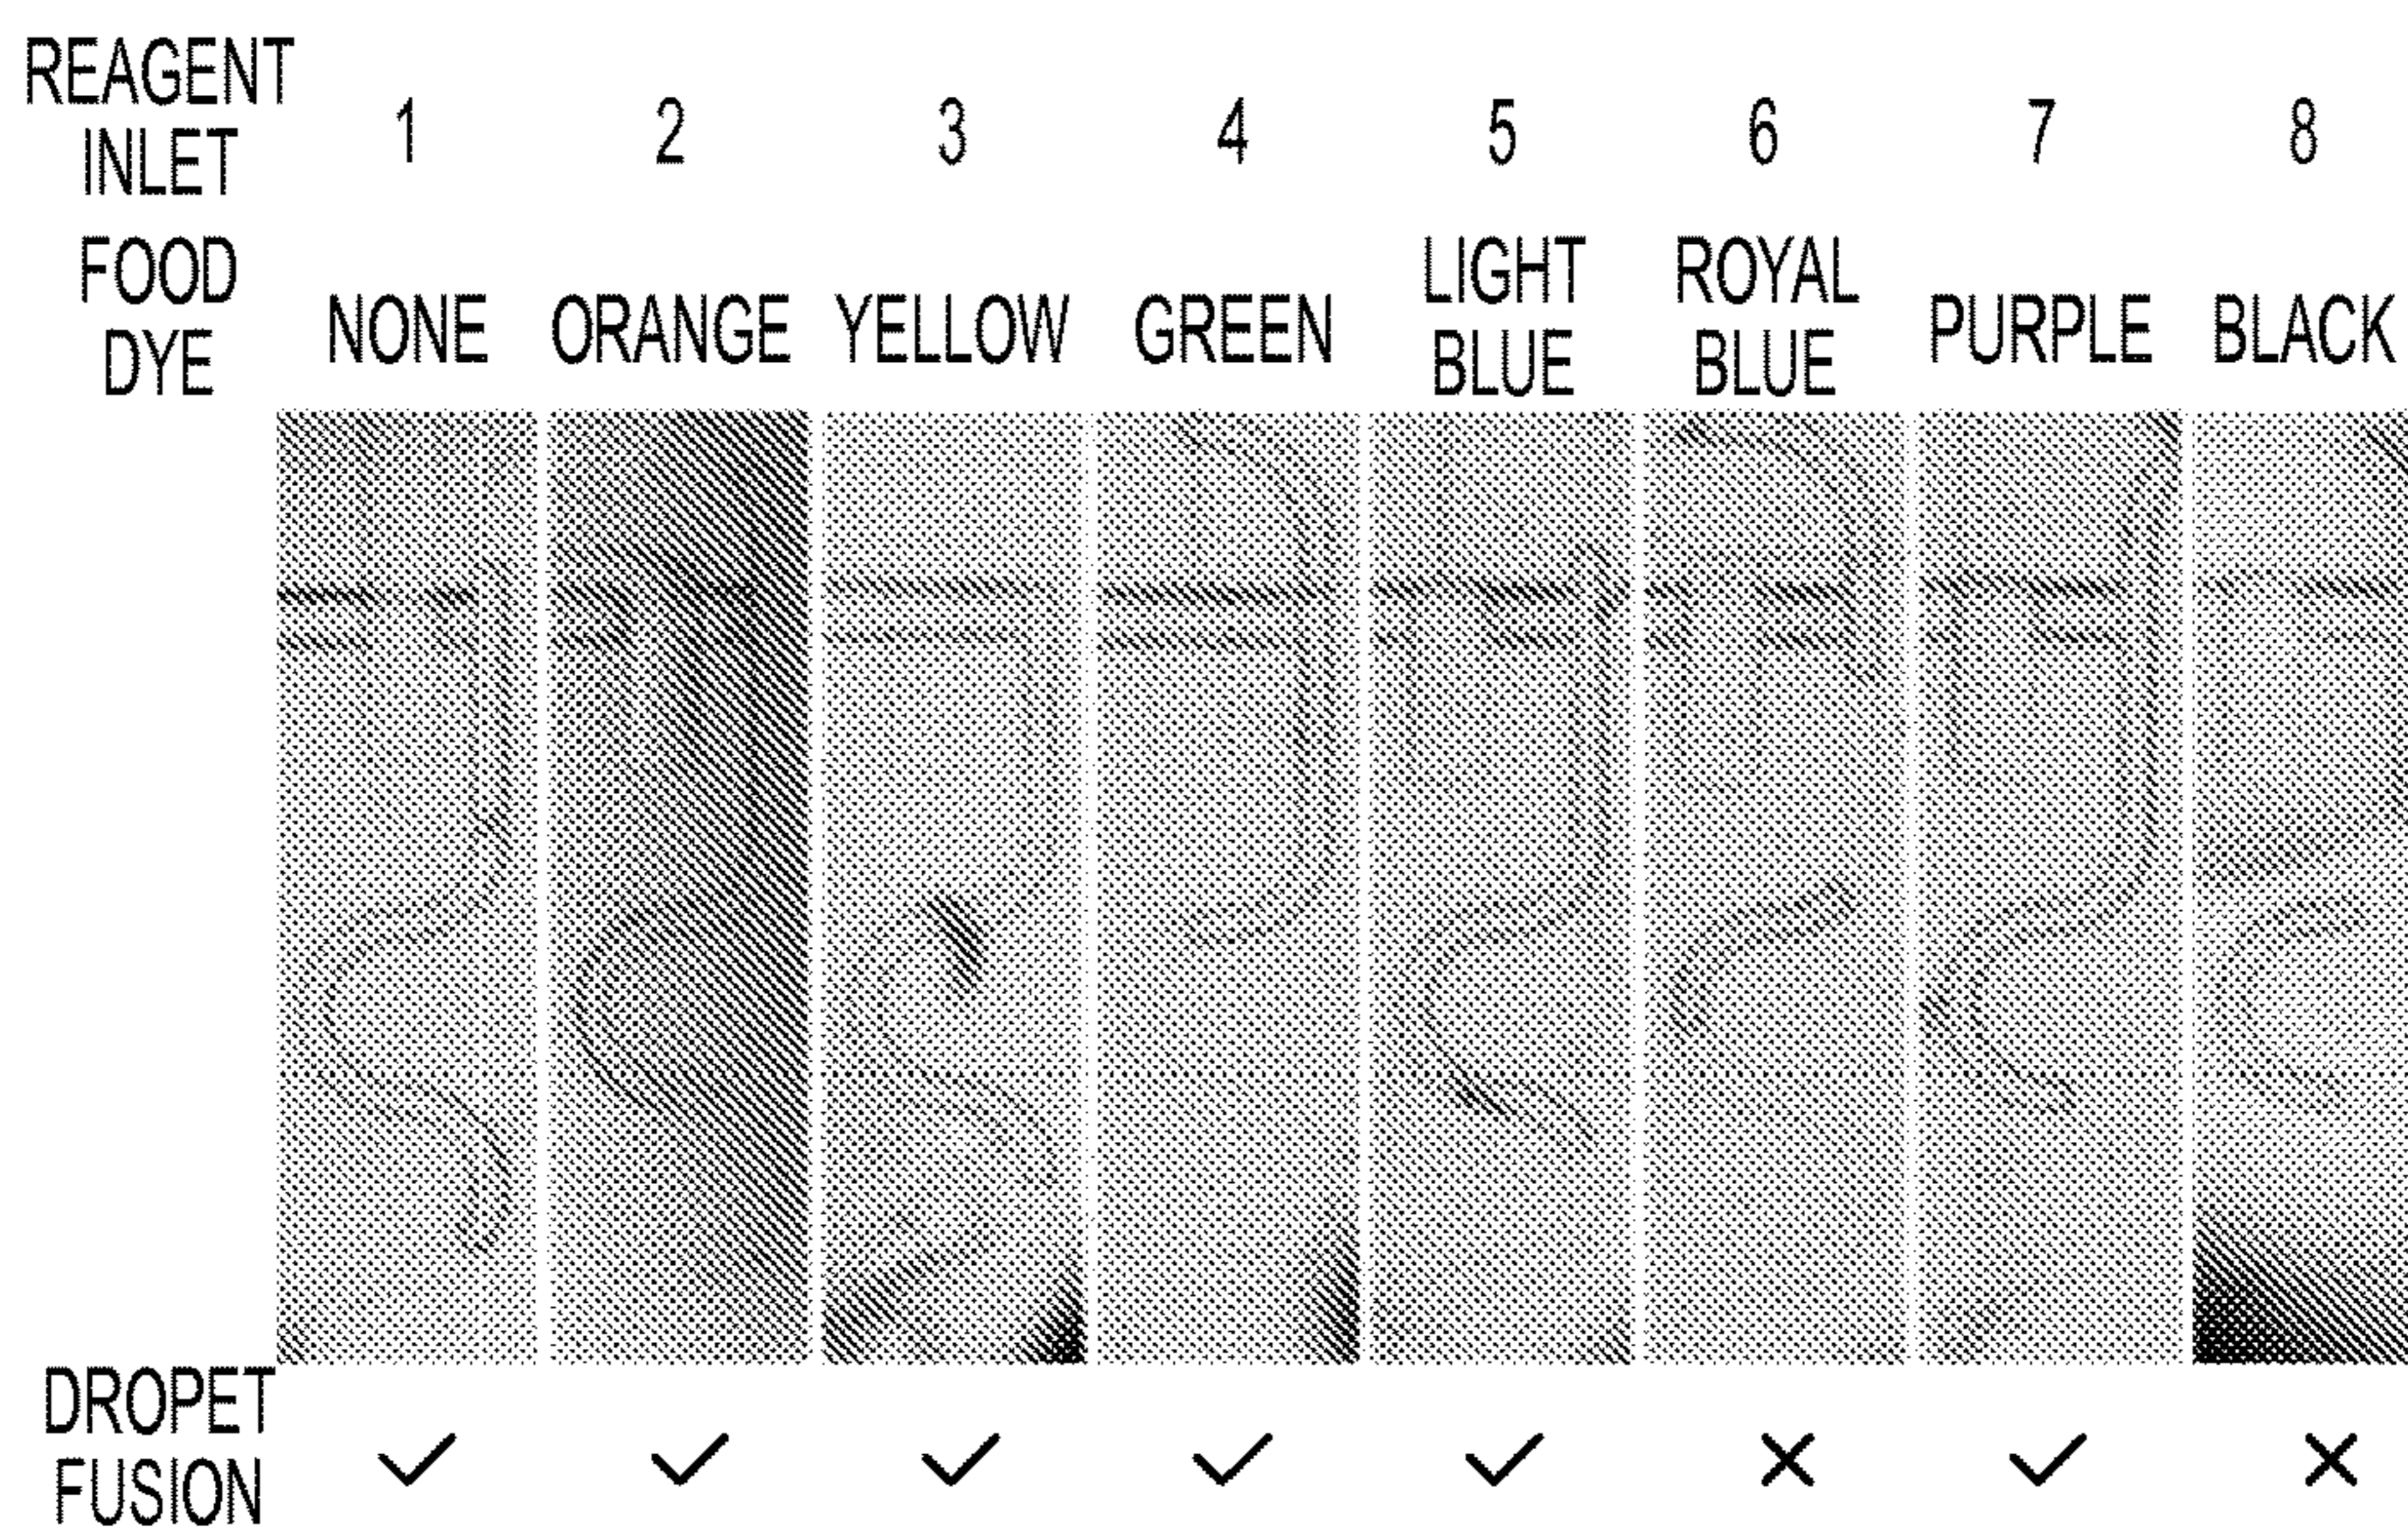 REAGENT INLET 1 2 3 4 5 6 7 8
FOOD DYE NONE ORANGE YELLOW GREEN LIGHT BLUE ROYAL BLUE PURPLE BLACK
DROPET FUSION ✓ ✓ ✓ ✓ ✓ ✕ ✓ ✕